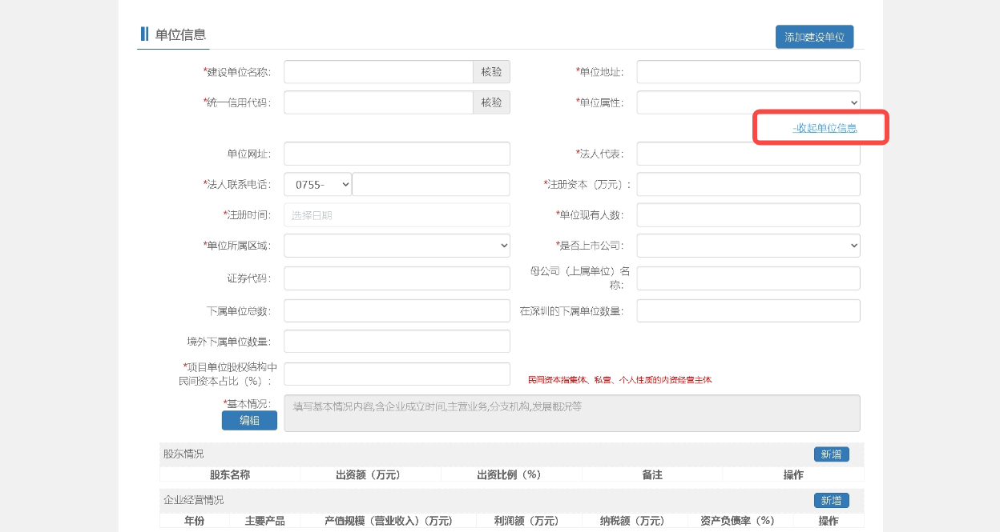 单位信息
添加建设单位
*建设单位名称： 核验 *单位地址：
*统一信用代码： 核验 *单位属性：
-收起单位信息
单位网址： *法人代表：
*法人联系电话： 0755- *注册资本（万元）：
*注册时间： 选择日期 *单位现有人数：
*单位所属区域： *是否上市公司：
证券代码： 母公司（上属单位）名
称：
下属单位总数： 在深圳的下属单位数量：
境外下属单位数量：
*项目单位股权结构中
民间资本占比（%）： 民间资本指集体、私营、个人性质的内资经营主体
*基本情况： 填写基本情况内容,含企业成立时间,主营业务,分支机构,发展概况等
编辑
股东情况 新增
股东名称 出资额（万元） 出资比例（%） 备注 操作
企业经营情况 新增
年份 主要产品 产值规模（营业收入）（万元） 利润额（万元） 纳税额（万元） 资产负债率（%） 操作